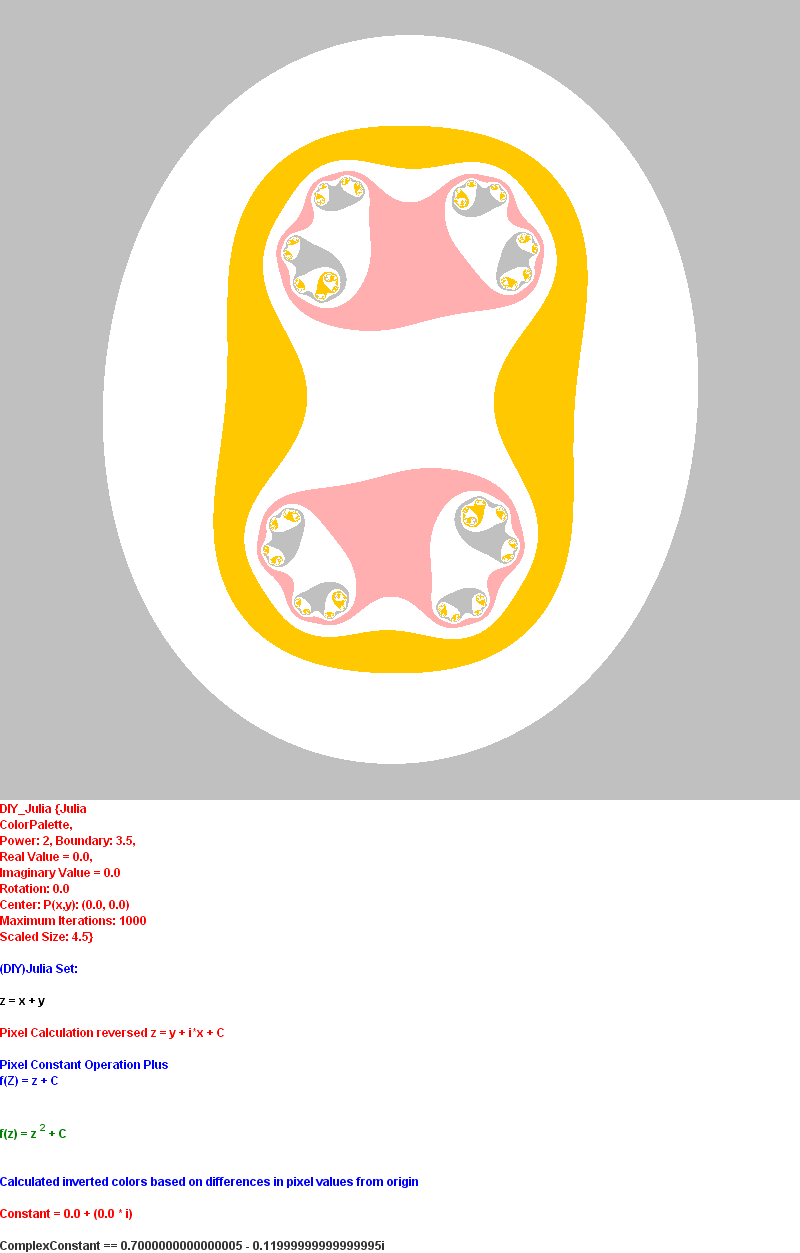 DIY_Julia {Julia
ColorPalette,
Power: 2, Boundary: 3.5,
Real Value = 0.0,
Imaginary Value = 0.0
Rotation: 0.0
Center: P(x,y): (0.0, 0.0)
Maximum Iterations: 1000
Scaled Size: 4.5}
(DIY)Julia Set:
z = x + y
Pixel Calculation reversed z = y + i*x + C
Pixel Constant Operation Plus
f(Z) = z + C
f(z) = z ² + C
Calculated inverted colors based on differences in pixel values from origin
Constant = 0.0 + (0.0 * i)
ComplexConstant == 0.7000000000000005 - 0.11999999999999995i